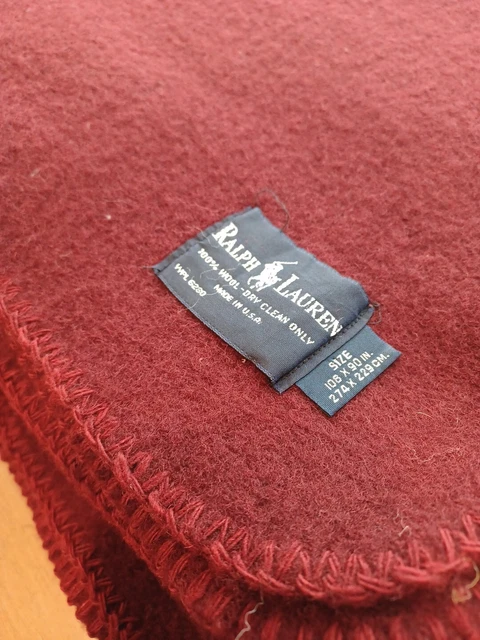 RALPH LAUREN
100% WOOL-DRY CLEAN ONLY
WPL 6290 MADE IN U.S.A.
SIZE
108 X 90 IN.
274 X 229 CM.